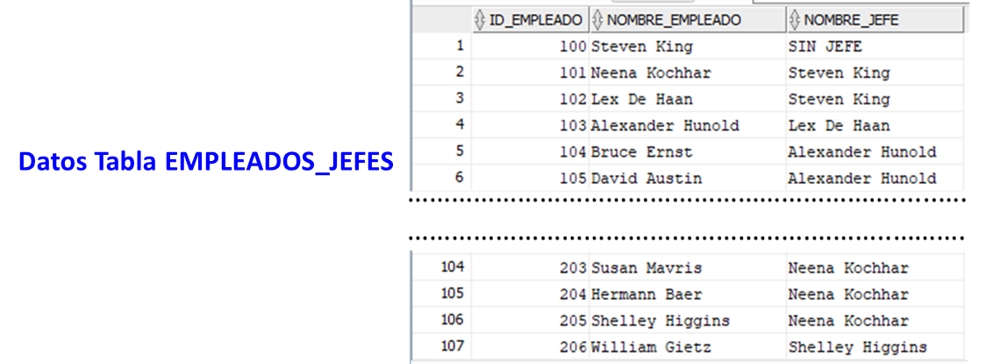 ID_EMPLEADO NOMBRE_EMPLEADO NOMBRE_JEFE
1 100 Steven King SIN JEFE
2 101 Neena Kochhar Steven King
3 102 Lex De Haan Steven King
4 103 Alexander Hunold Lex De Haan
Datos Tabla EMPLEADOS_JEFES
5 104 Bruce Ernst Alexander Hunold
6 105 David Austin Alexander Hunold
104 203 Susan Mavris Neena Kochhar
105 204 Hermann Baer Neena Kochhar
106 205 Shelley Higgins Neena Kochhar
107 206 William Gietz Shelley Higgins